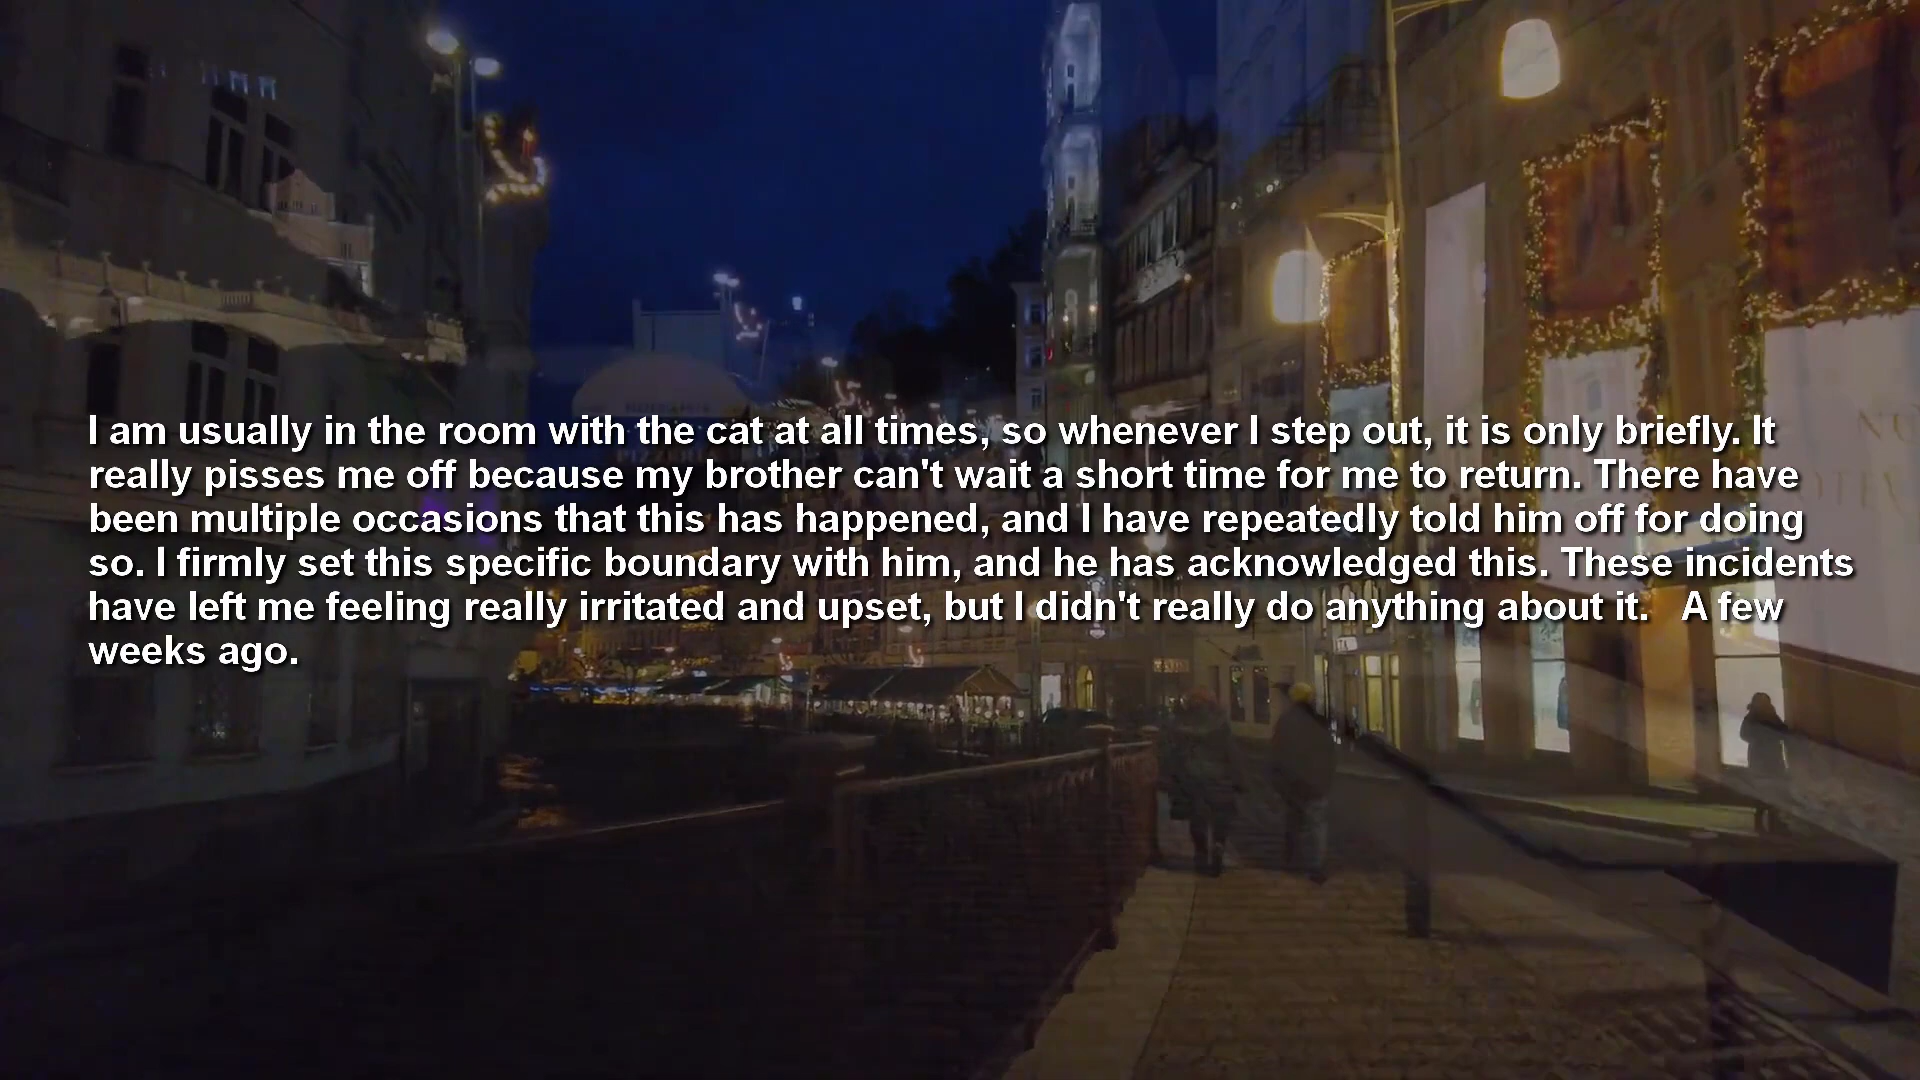 I am usually in the room with the cat at all times, so whenever I step out, it is only briefly. It
really pisses me off because my brother can't wait a short time for me to return. There have
been multiple occasions that this has happened, and I have repeatedly told him off for doing
so. I firmly set this specific boundary with him, and he has acknowledged this. These incidents
have left me feeling really irritated and upset, but I didn't really do anything about it.   A few
weeks ago.